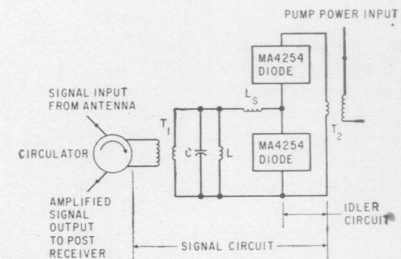 PUMP POWER INPUT
MA4254
DIODE
SIGNAL INPUT
FROM ANTENNA
LS
T1
T2
CIRCULATOR
C
L
MA4254
DIODE
AMPLIFIED
SIGNAL
OUTPUT
TO POST
RECEIVER
IDLER
CIRCUIT
SIGNAL CIRCUIT